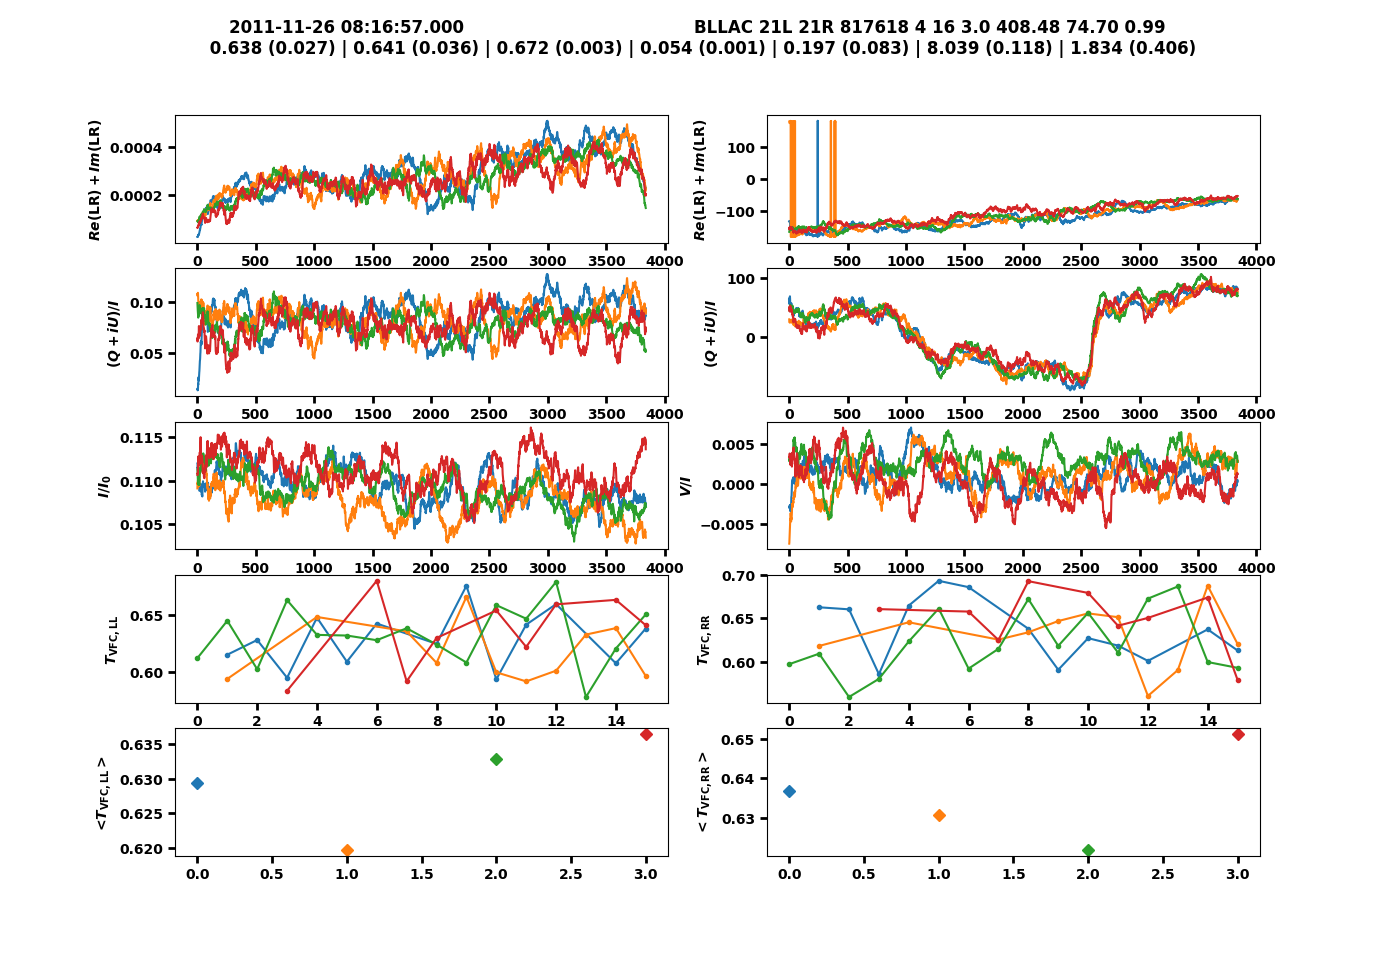 2011-11-26 08:16:57.000 BLLAC 21L 21R 817618 4 16 3.0 408.48 74.70 0.99
0.638 (0.027) | 0.641 (0.036) | 0.672 (0.003) | 0.054 (0.001) | 0.197 (0.083) | 8.039 (0.118) | 1.834 (0.406)
Re(LR) + Im(LR)
0.0004
0.0002
0 500 1000 1500 2000 2500 3000 3500 4000
Re(LR) + Im(LR)
100
0
−100
0 500 1000 1500 2000 2500 3000 3500 4000
(Q + iU)/I
0.10
0.05
0 500 1000 1500 2000 2500 3000 3500 4000
(Q + iU)/I
100
0
0 500 1000 1500 2000 2500 3000 3500 4000
I/I0
0.115
0.110
0.105
0 500 1000 1500 2000 2500 3000 3500 4000
V/I
0.005
0.000
−0.005
0 500 1000 1500 2000 2500 3000 3500 4000
TVFC, LL
0.65
0.60
0 2 4 6 8 10 12 14
TVFC, RR
0.70
0.65
0.60
0 2 4 6 8 10 12 14
<TVFC, LL >
0.635
0.630
0.625
0.620
0.0 0.5 1.0 1.5 2.0 2.5 3.0
< TVFC, RR >
0.65
0.64
0.63
0.0 0.5 1.0 1.5 2.0 2.5 3.0